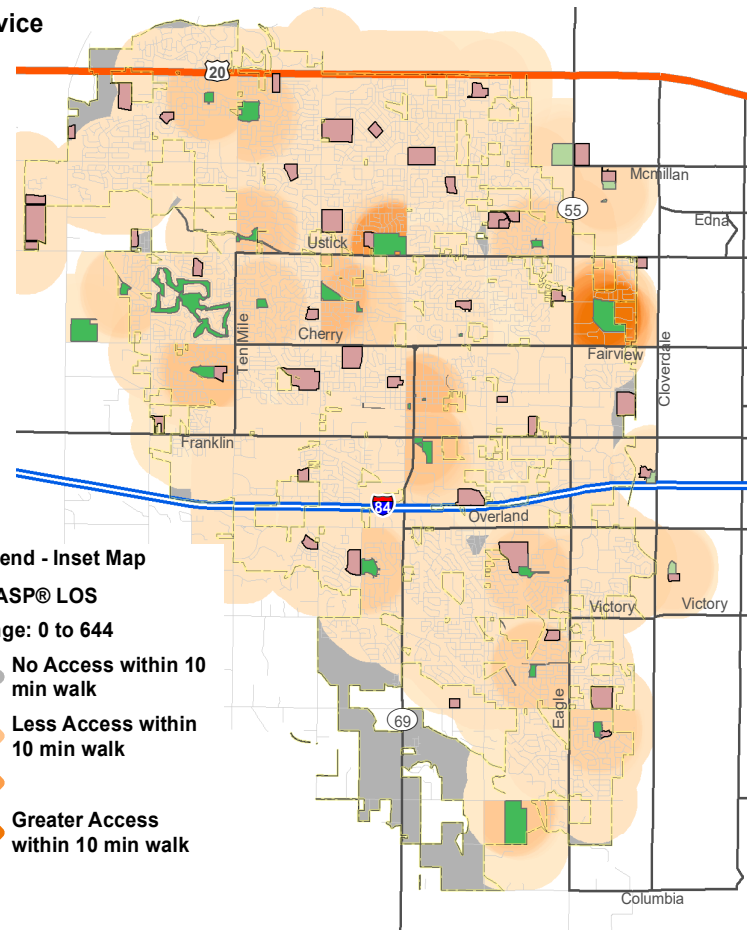 vice
20
Mcmillan
55
Edna
Ustick
Ten Mile
Cherry
Fairview
Cloverdale
Franklin
84
Overland
end - Inset Map
ASP® LOS
nge: 0 to 644
No Access within 10
min walk
Less Access within
10 min walk
Greater Access
within 10 min walk
Victory
Victory
Eagle
69
Columbia